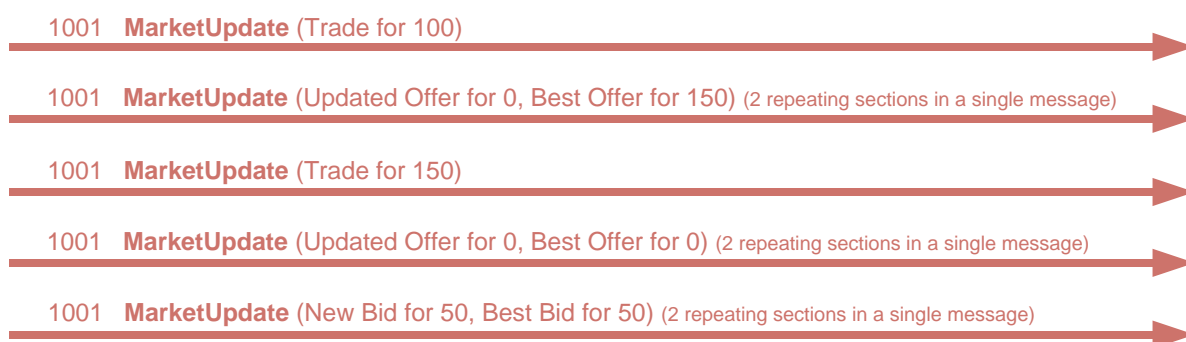 1001 MarketUpdate (Trade for 100)
1001 MarketUpdate (Updated Offer for 0, Best Offer for 150) (2 repeating sections in a single message)
1001 MarketUpdate (Trade for 150)
1001 MarketUpdate (Updated Offer for 0, Best Offer for 0) (2 repeating sections in a single message)
1001 MarketUpdate (New Bid for 50, Best Bid for 50) (2 repeating sections in a single message)